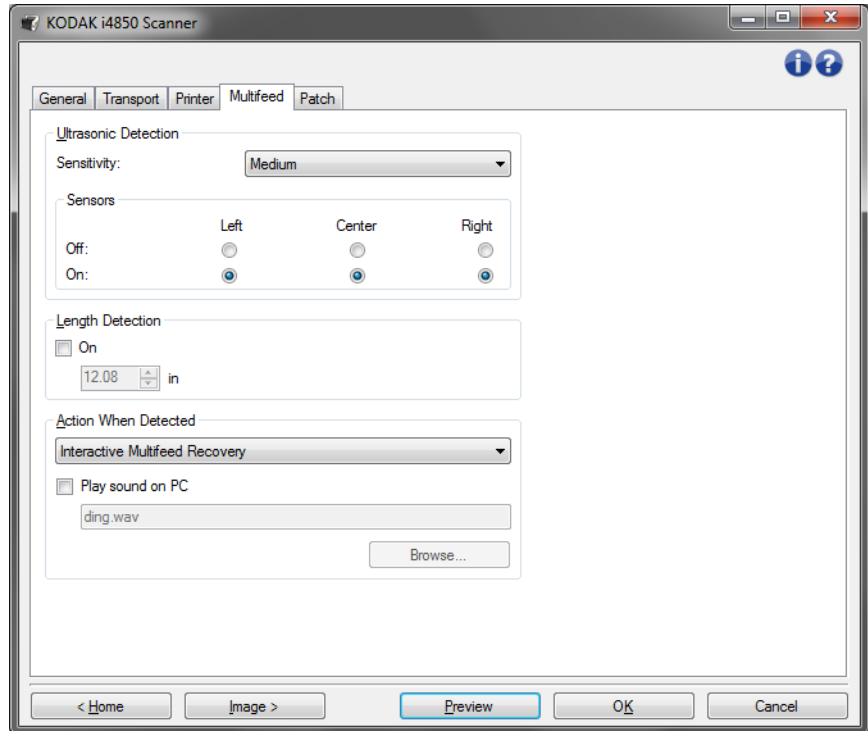 KODAK i4850 Scanner
General Transport Printer Multifeed Patch
Ultrasonic Detection
Sensitivity: Medium
Sensors
Left Center Right
Off:
On:
Length Detection
On
12.08 in
Action When Detected
Interactive Multifeed Recovery
Play sound on PC
ding.wav
Browse...
< Home Image > Preview OK Cancel